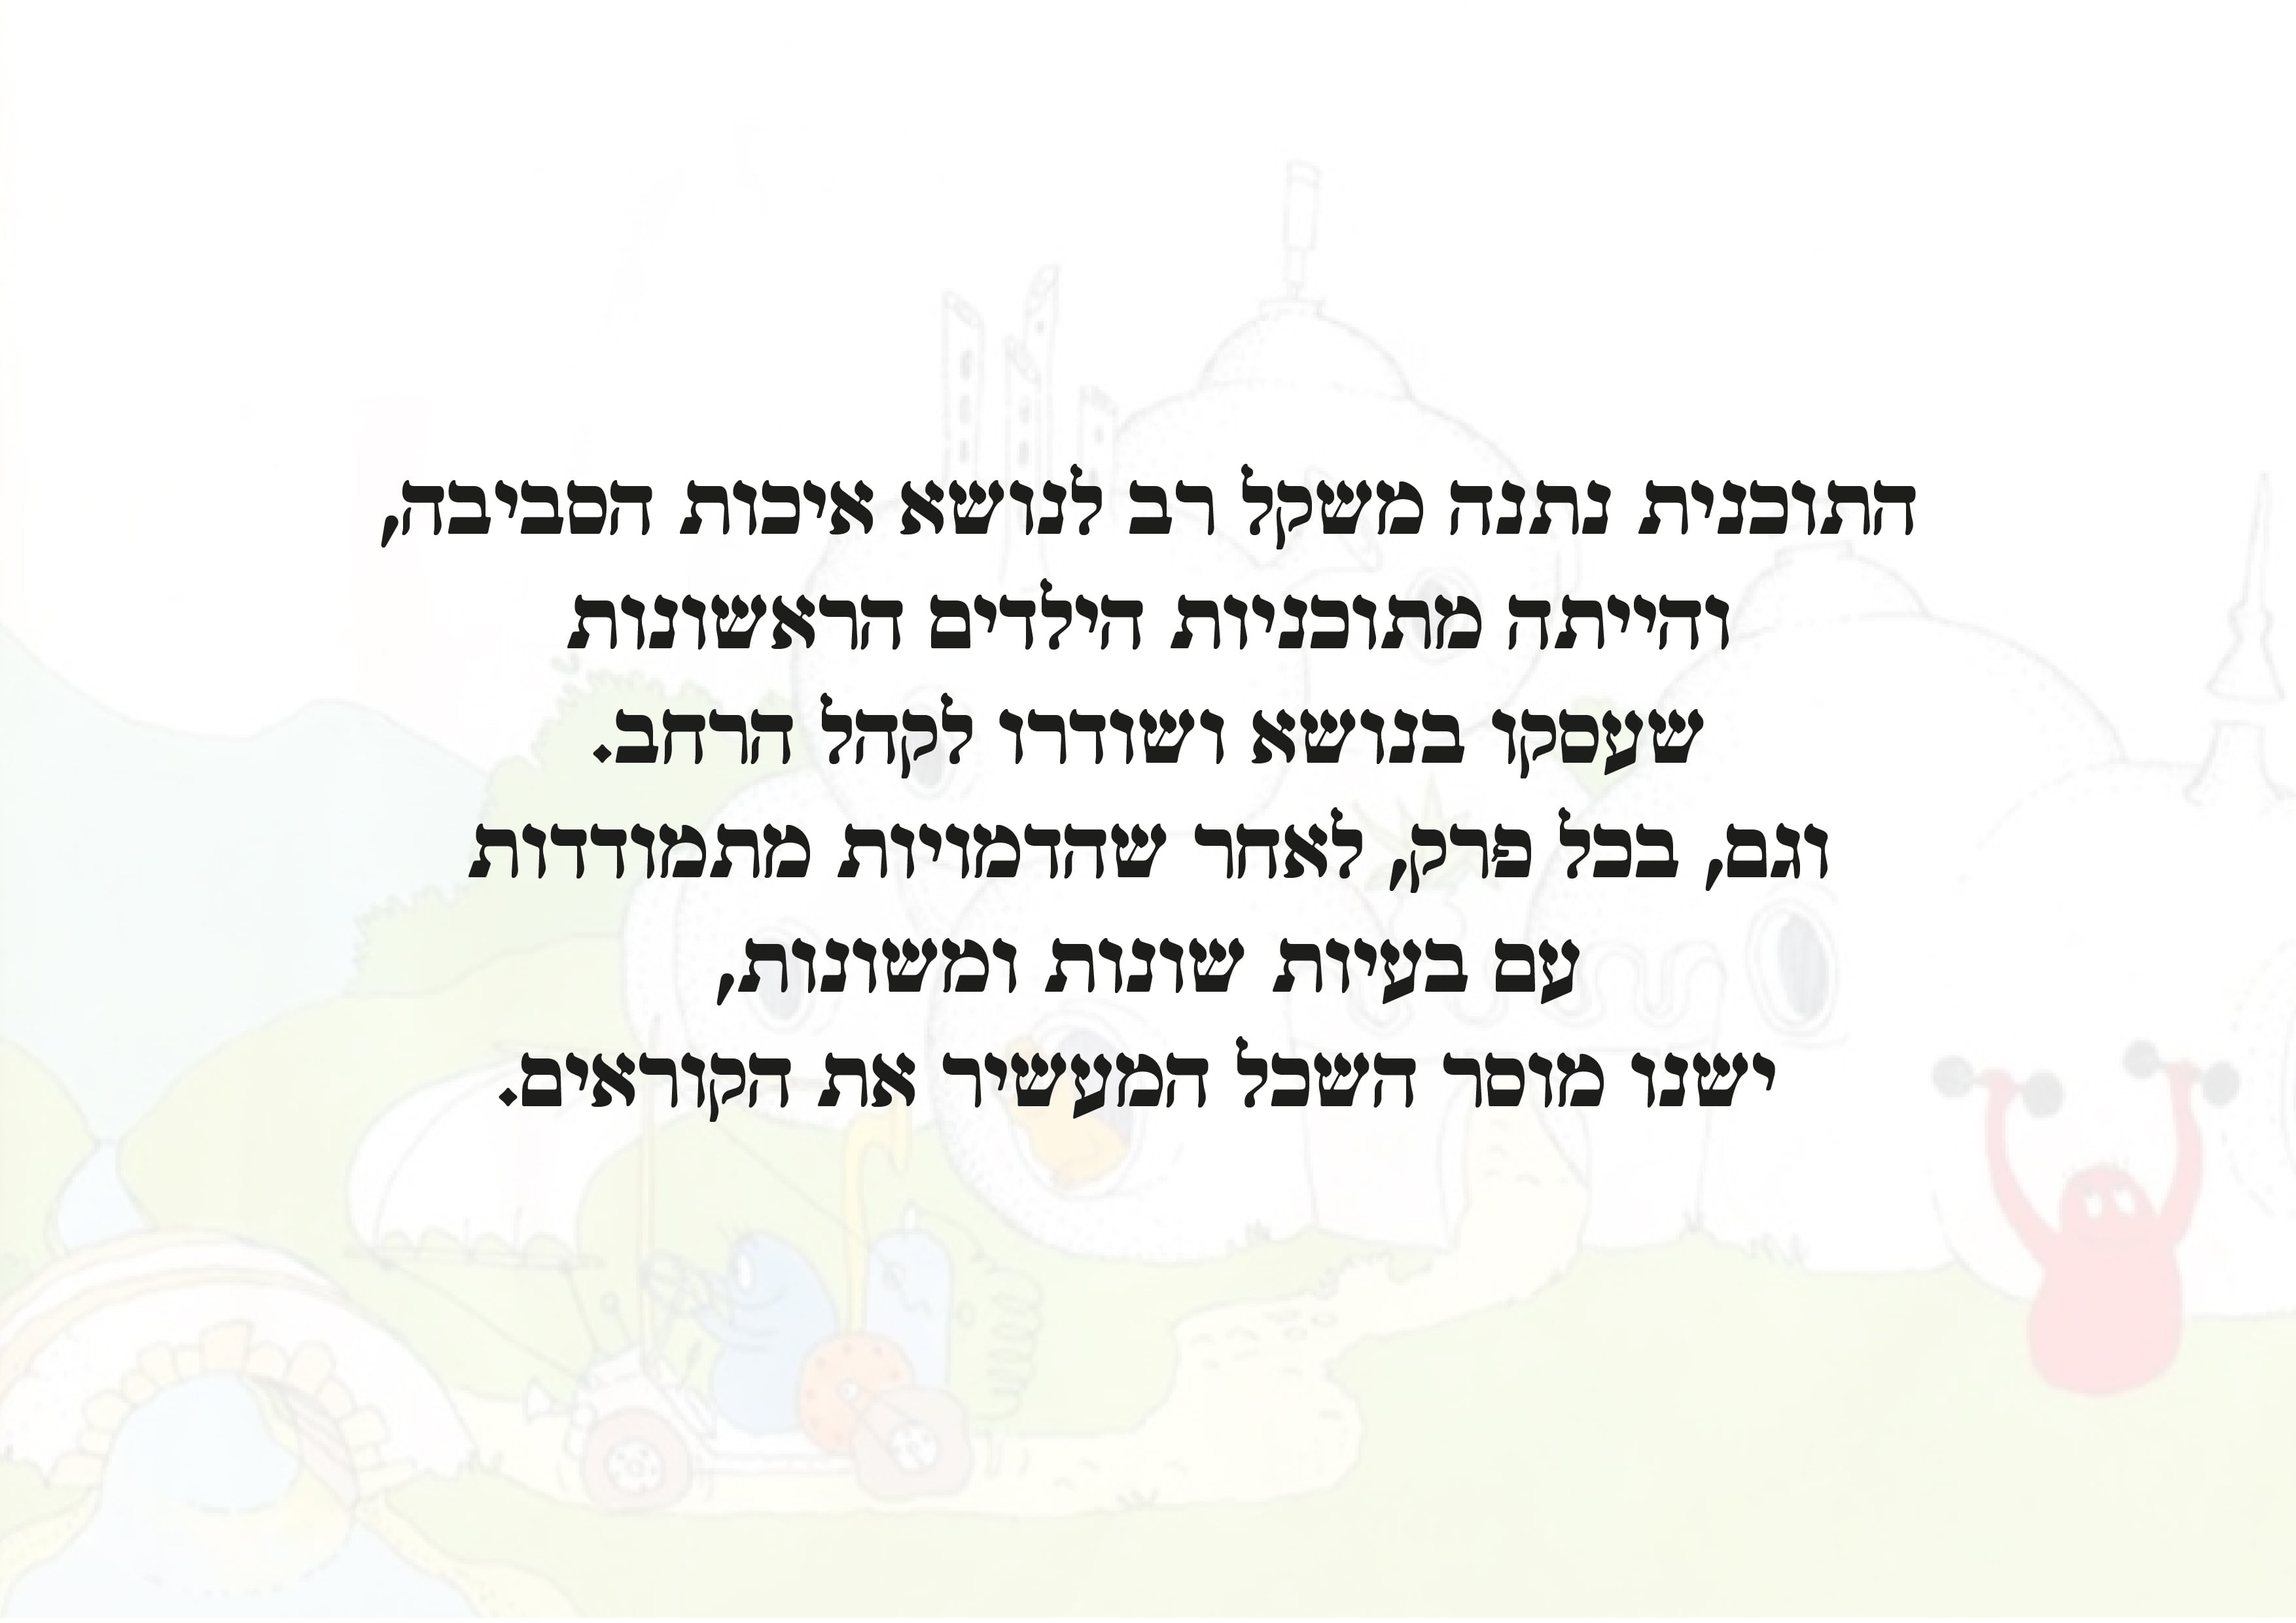 התוכנית נתנה משקל רב לנושא איכות הסביבה,
והייתה מתוכניות הילדים הראשונות
שעסקו בנושא ושודרו לקהל הרחב.
וגם, בכל פרק, לאחר שהדמויות מתמודדות
עם בעיות שונות ומשונות,
ישנו מוסר השכל המעשיר את הקוראים.